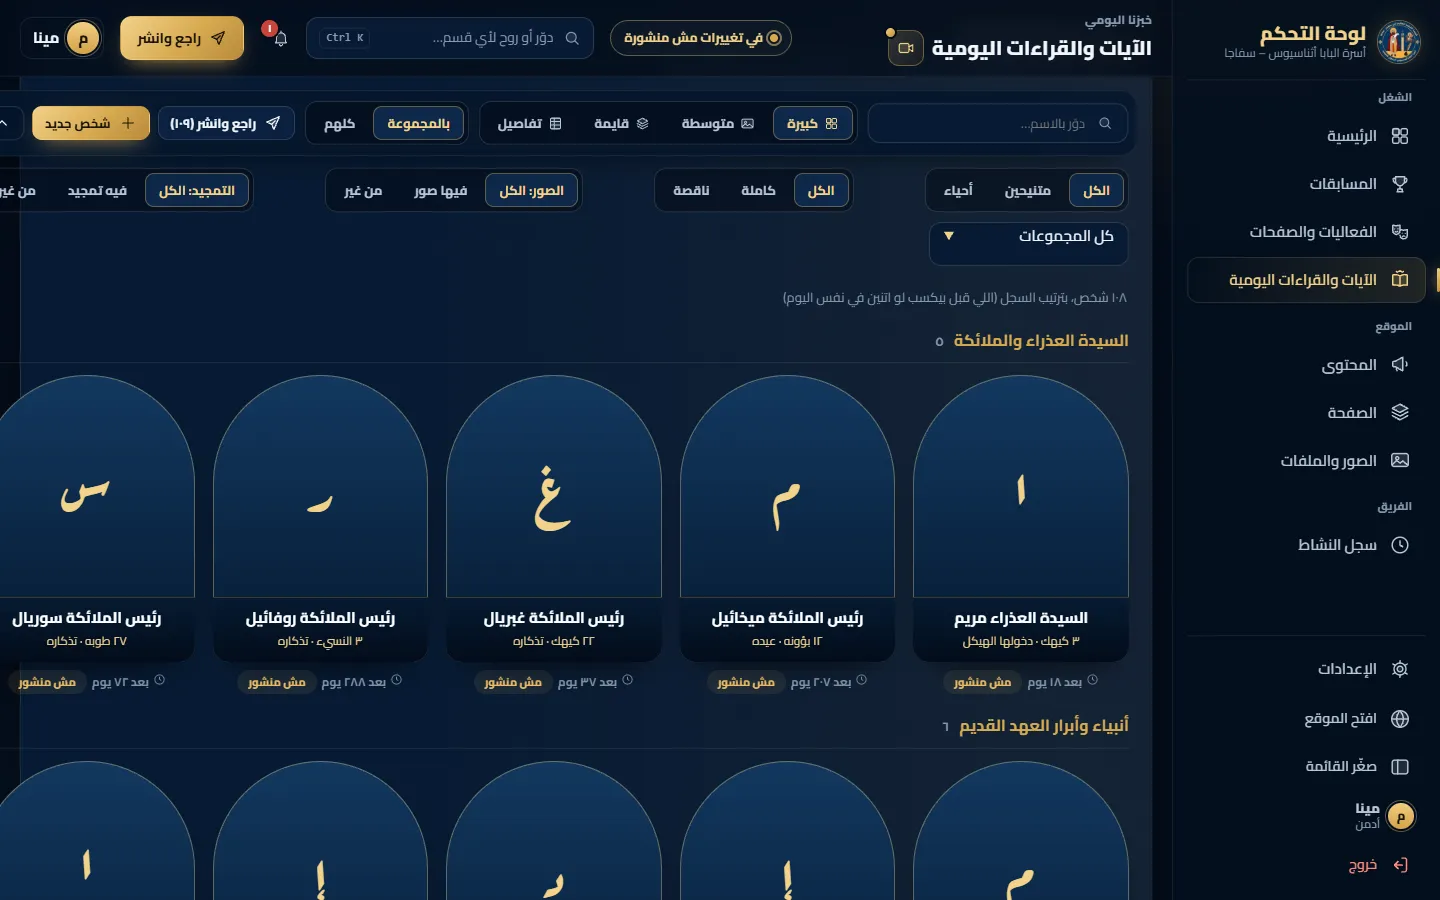 لوحة التحكم
أسرة البابا أثناسيوس – سفاجا
الشغل
الرئيسية
المسابقات
الفعاليات والصفحات
الآيات والقراءات اليومية
الموقع
المحتوى
الصفحة
الصور والملفات
الفريق
سجل النشاط
الإعدادات
افتح الموقع
صغّر القائمة
م
مينا
أدمن
خروج
خبزنا اليومي
الآيات والقراءات اليومية
في تغييرات مش منشورة
دوّر أو روح لأي قسم...
Ctrl K
١
راجع وانشر
م
مينا
دوّر بالاسم...
كبيرة
متوسطة
قايمة
تفاصيل
بالمجموعة
كلهم
راجع وانشر (١٠٩)
شخص جديد
الكل
متنيحين
أحياء
الكل
كاملة
ناقصة
الصور: الكل
فيها صور
من غير
التمجيد: الكل
فيه تمجيد
من غير
كل المجموعات
١٠٨ شخص، بترتيب السجل (اللي قبل بيكسب لو اتنين في نفس اليوم)
السيدة العذراء والملائكة ٥
ا
م
غ
ر
س
السيدة العذراء مريم
رئيس الملائكة ميخائيل
رئيس الملائكة غبريال
رئيس الملائكة روفائيل
رئيس الملائكة سوريال
٣ كيهك · دخولها الهيكل
١٢ بؤونه · عيده
٢٢ كيهك · تذكاره
٣ النسيء · تذكاره
٢٧ طوبه · تذكاره
بعد ١٨ يوم
مش منشور
بعد ٢٠٧ يوم
مش منشور
بعد ٣٧ يوم
مش منشور
بعد ٢٨٨ يوم
مش منشور
بعد ٧٢ يوم
مش منشور
أنبياء وأبرار العهد القديم ٦
م
إ
د
إ
ا